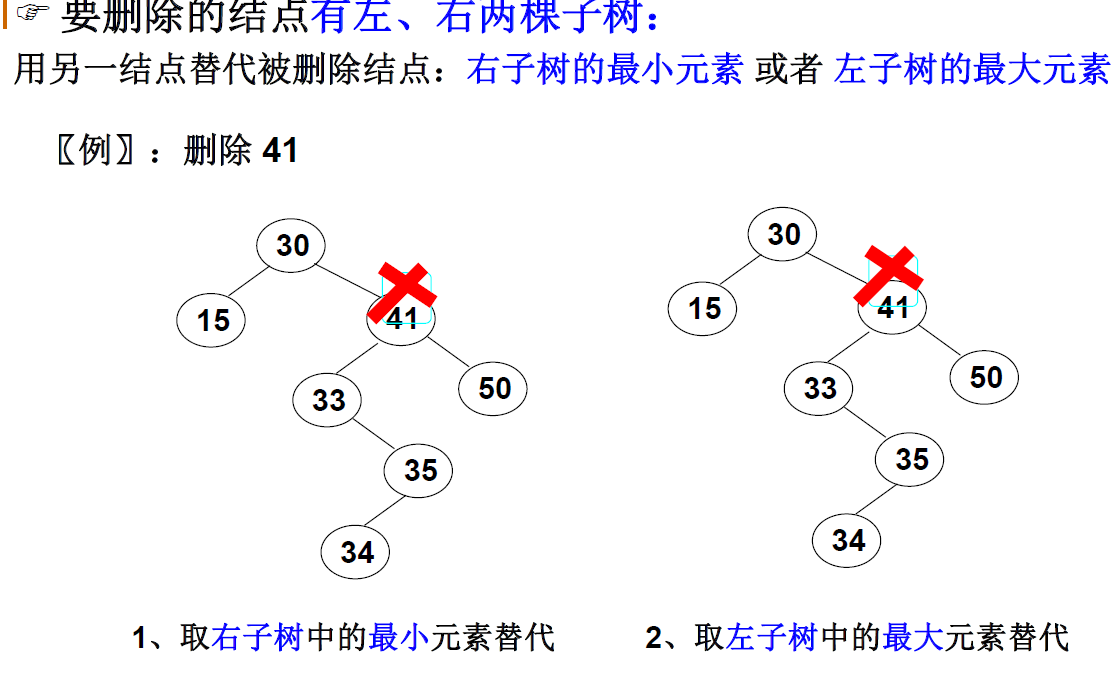 ☞ 要删除的结点有左、右两棵子树：
用另一结点替代被删除结点：右子树的最小元素 或者 左子树的最大元素
〖例〗：删除 41
30
15
41
33
50
35
34
30
15
41
33
50
35
34
1、取右子树中的最小元素替代
2、取左子树中的最大元素替代